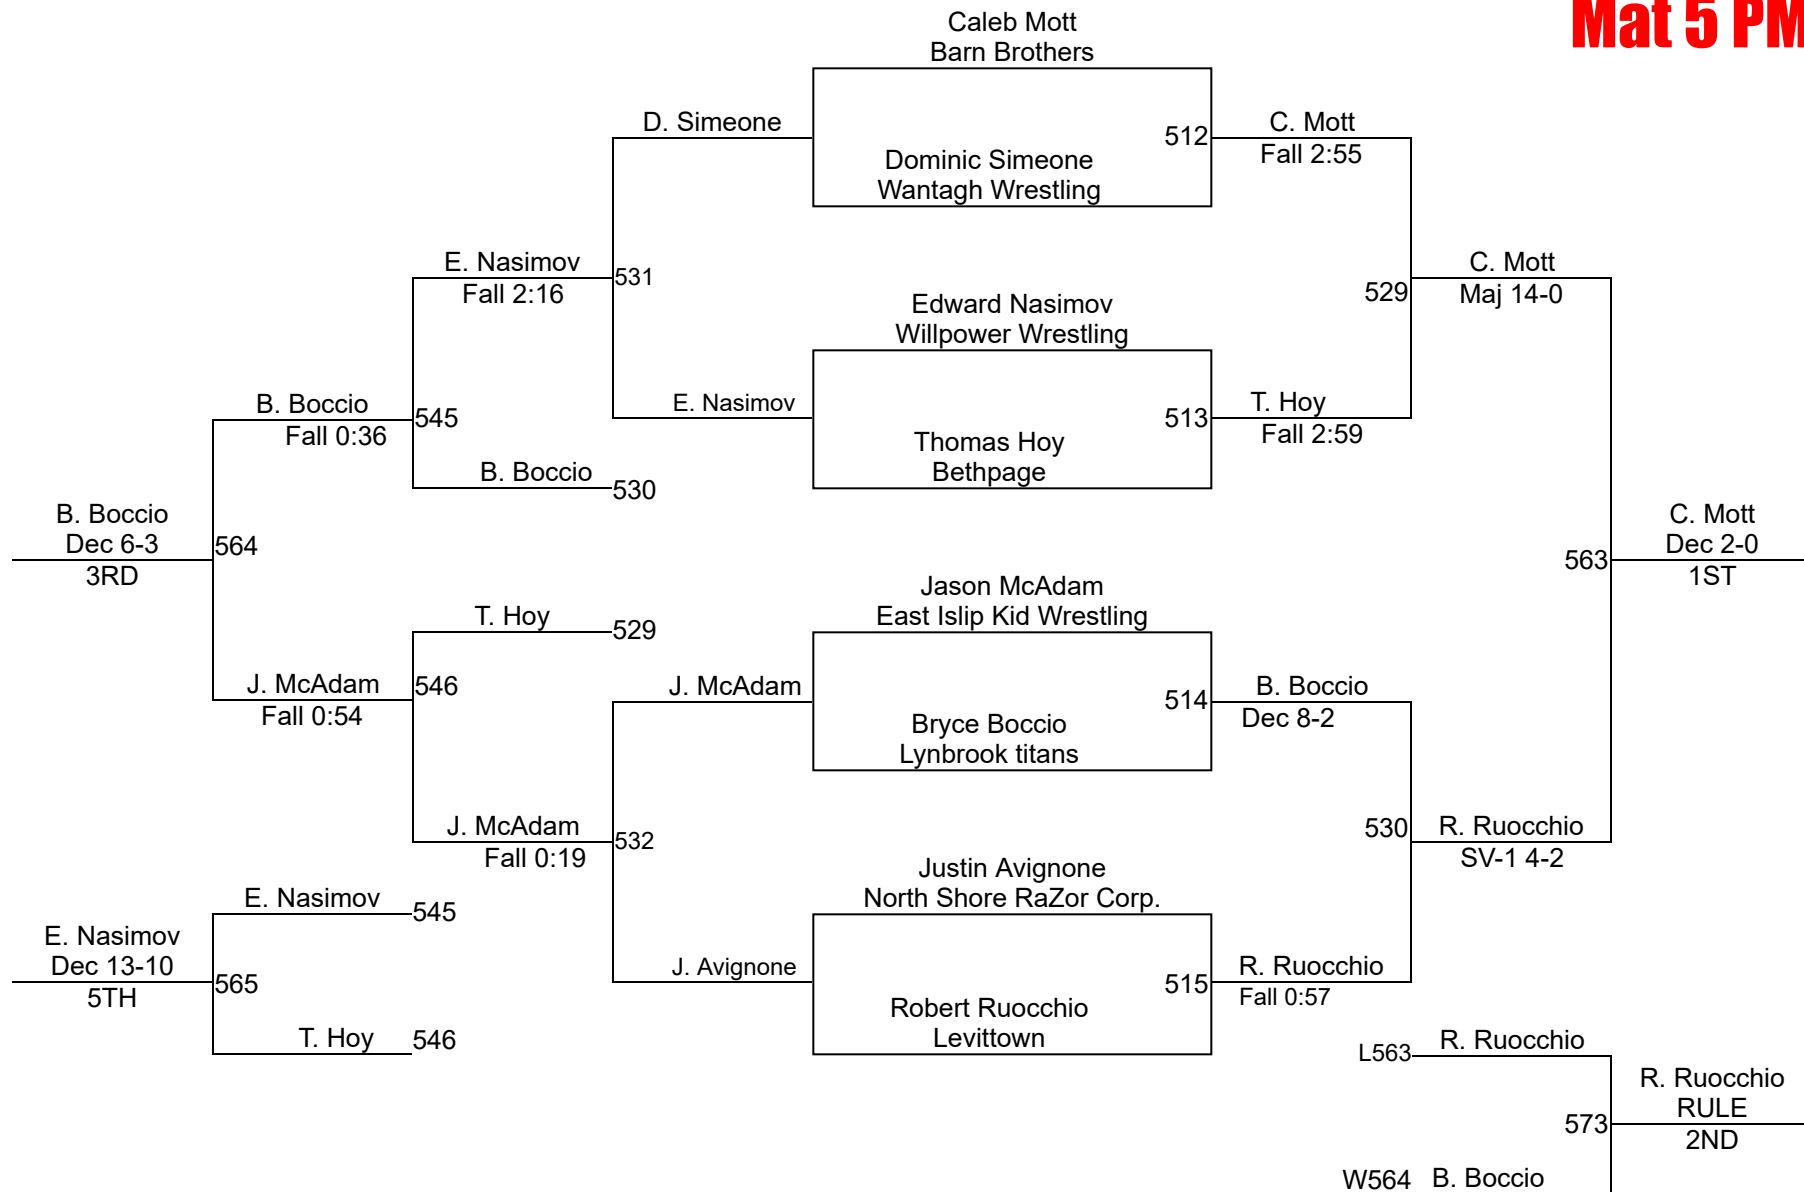 Mat 5 PM
Caleb Mott
Barn Brothers
D. Simeone
512
C. Mott
Fall 2:55
Dominic Simeone
Wantagh Wrestling
E. Nasimov
Fall 2:16
531
Edward Nasimov
Willpower Wrestling
529
C. Mott
Maj 14-0
B. Boccio
Fall 0:36
545
E. Nasimov
513
T. Hoy
Fall 2:59
Thomas Hoy
Bethpage
B. Boccio
530
B. Boccio
Dec 6-3
3RD
564
563
C. Mott
Dec 2-0
1ST
Jason McAdam
East Islip Kid Wrestling
T. Hoy
529
J. McAdam
Fall 0:54
546
J. McAdam
514
B. Boccio
Dec 8-2
Bryce Boccio
Lynbrook titans
J. McAdam
Fall 0:19
532
530
R. Ruocchio
SV-1 4-2
Justin Avignone
North Shore RaZor Corp.
E. Nasimov
545
E. Nasimov
Dec 13-10
5TH
565
J. Avignone
515
R. Ruocchio
Fall 0:57
Robert Ruocchio
Levittown
T. Hoy
546
L563
R. Ruocchio
R. Ruocchio
RULE
2ND
573
W564
B. Boccio